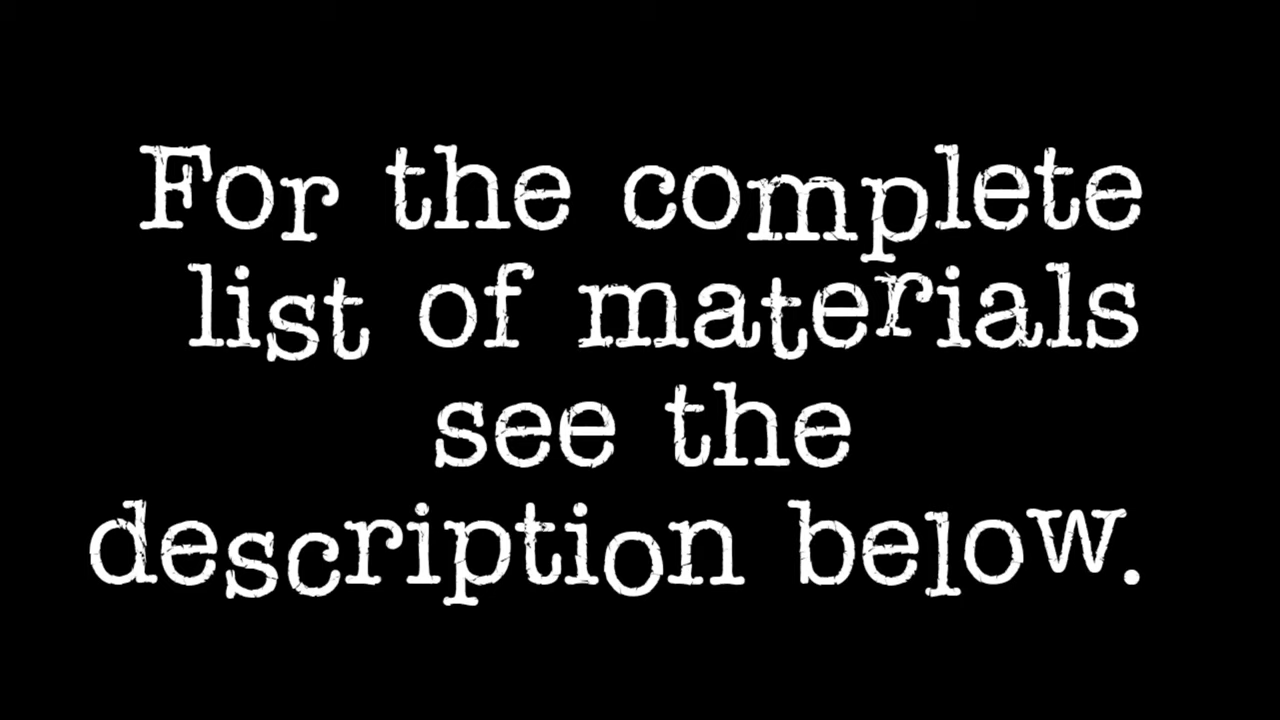 For the complete
list of materials
see the
description below.